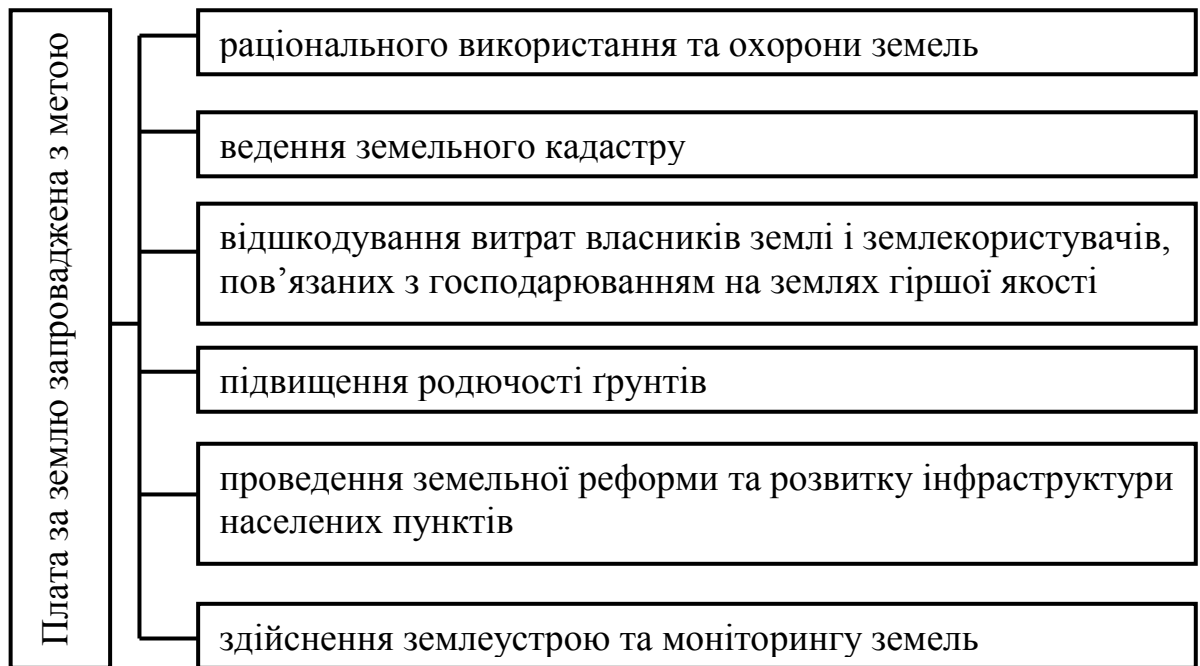 Плата за землю запроваджена з метою
раціонального використання та охорони земель
ведення земельного кадастру
відшкодування витрат власників землі і землекористувачів,
пов’язаних з господарюванням на землях гіршої якості
підвищення родючості ґрунтів
проведення земельної реформи та розвитку інфраструктури
населених пунктів
здійснення землеустрою та моніторингу земель